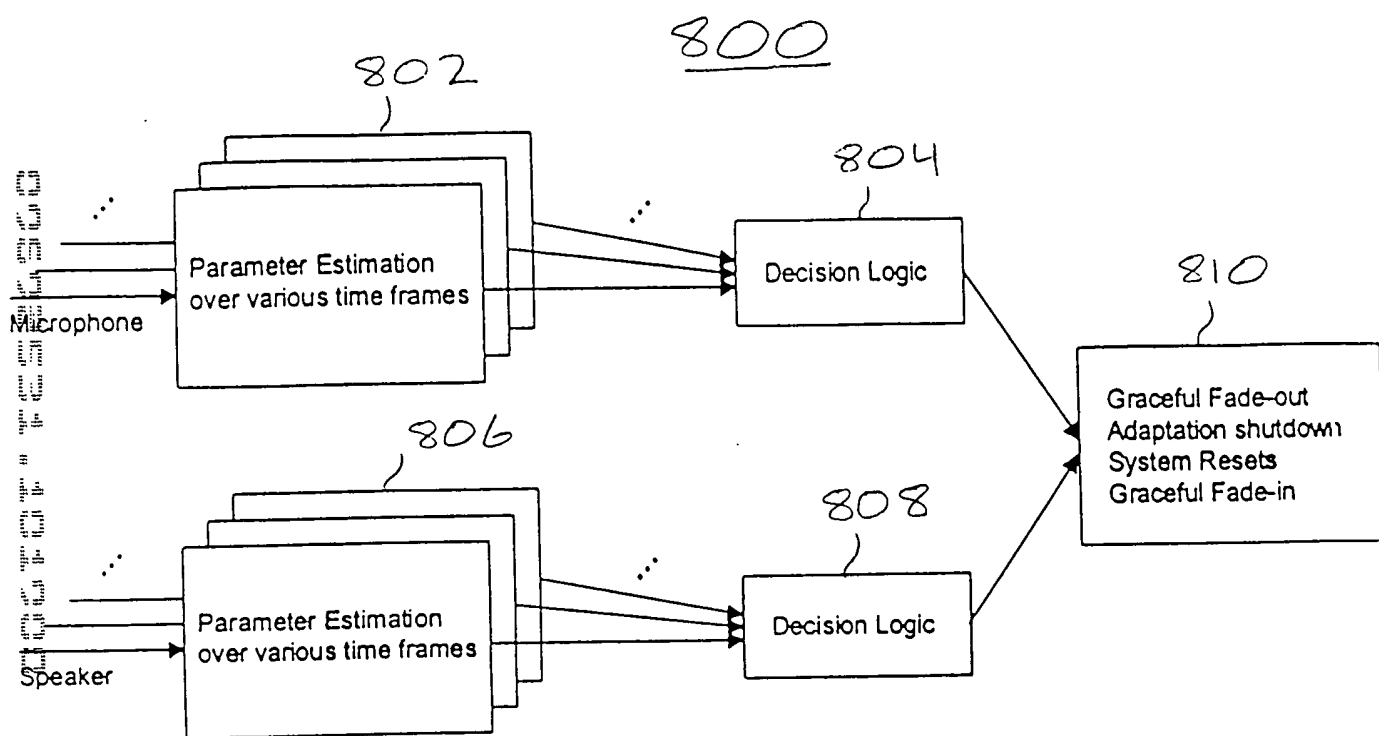 800
802
804
Parameter Estimation
over various time frames
Decision Logic
810
Microphone
Graceful Fade-out
Adaptation shutdown
System Resets
Graceful Fade-in
806
808
Parameter Estimation
over various time frames
Decision Logic
Speaker